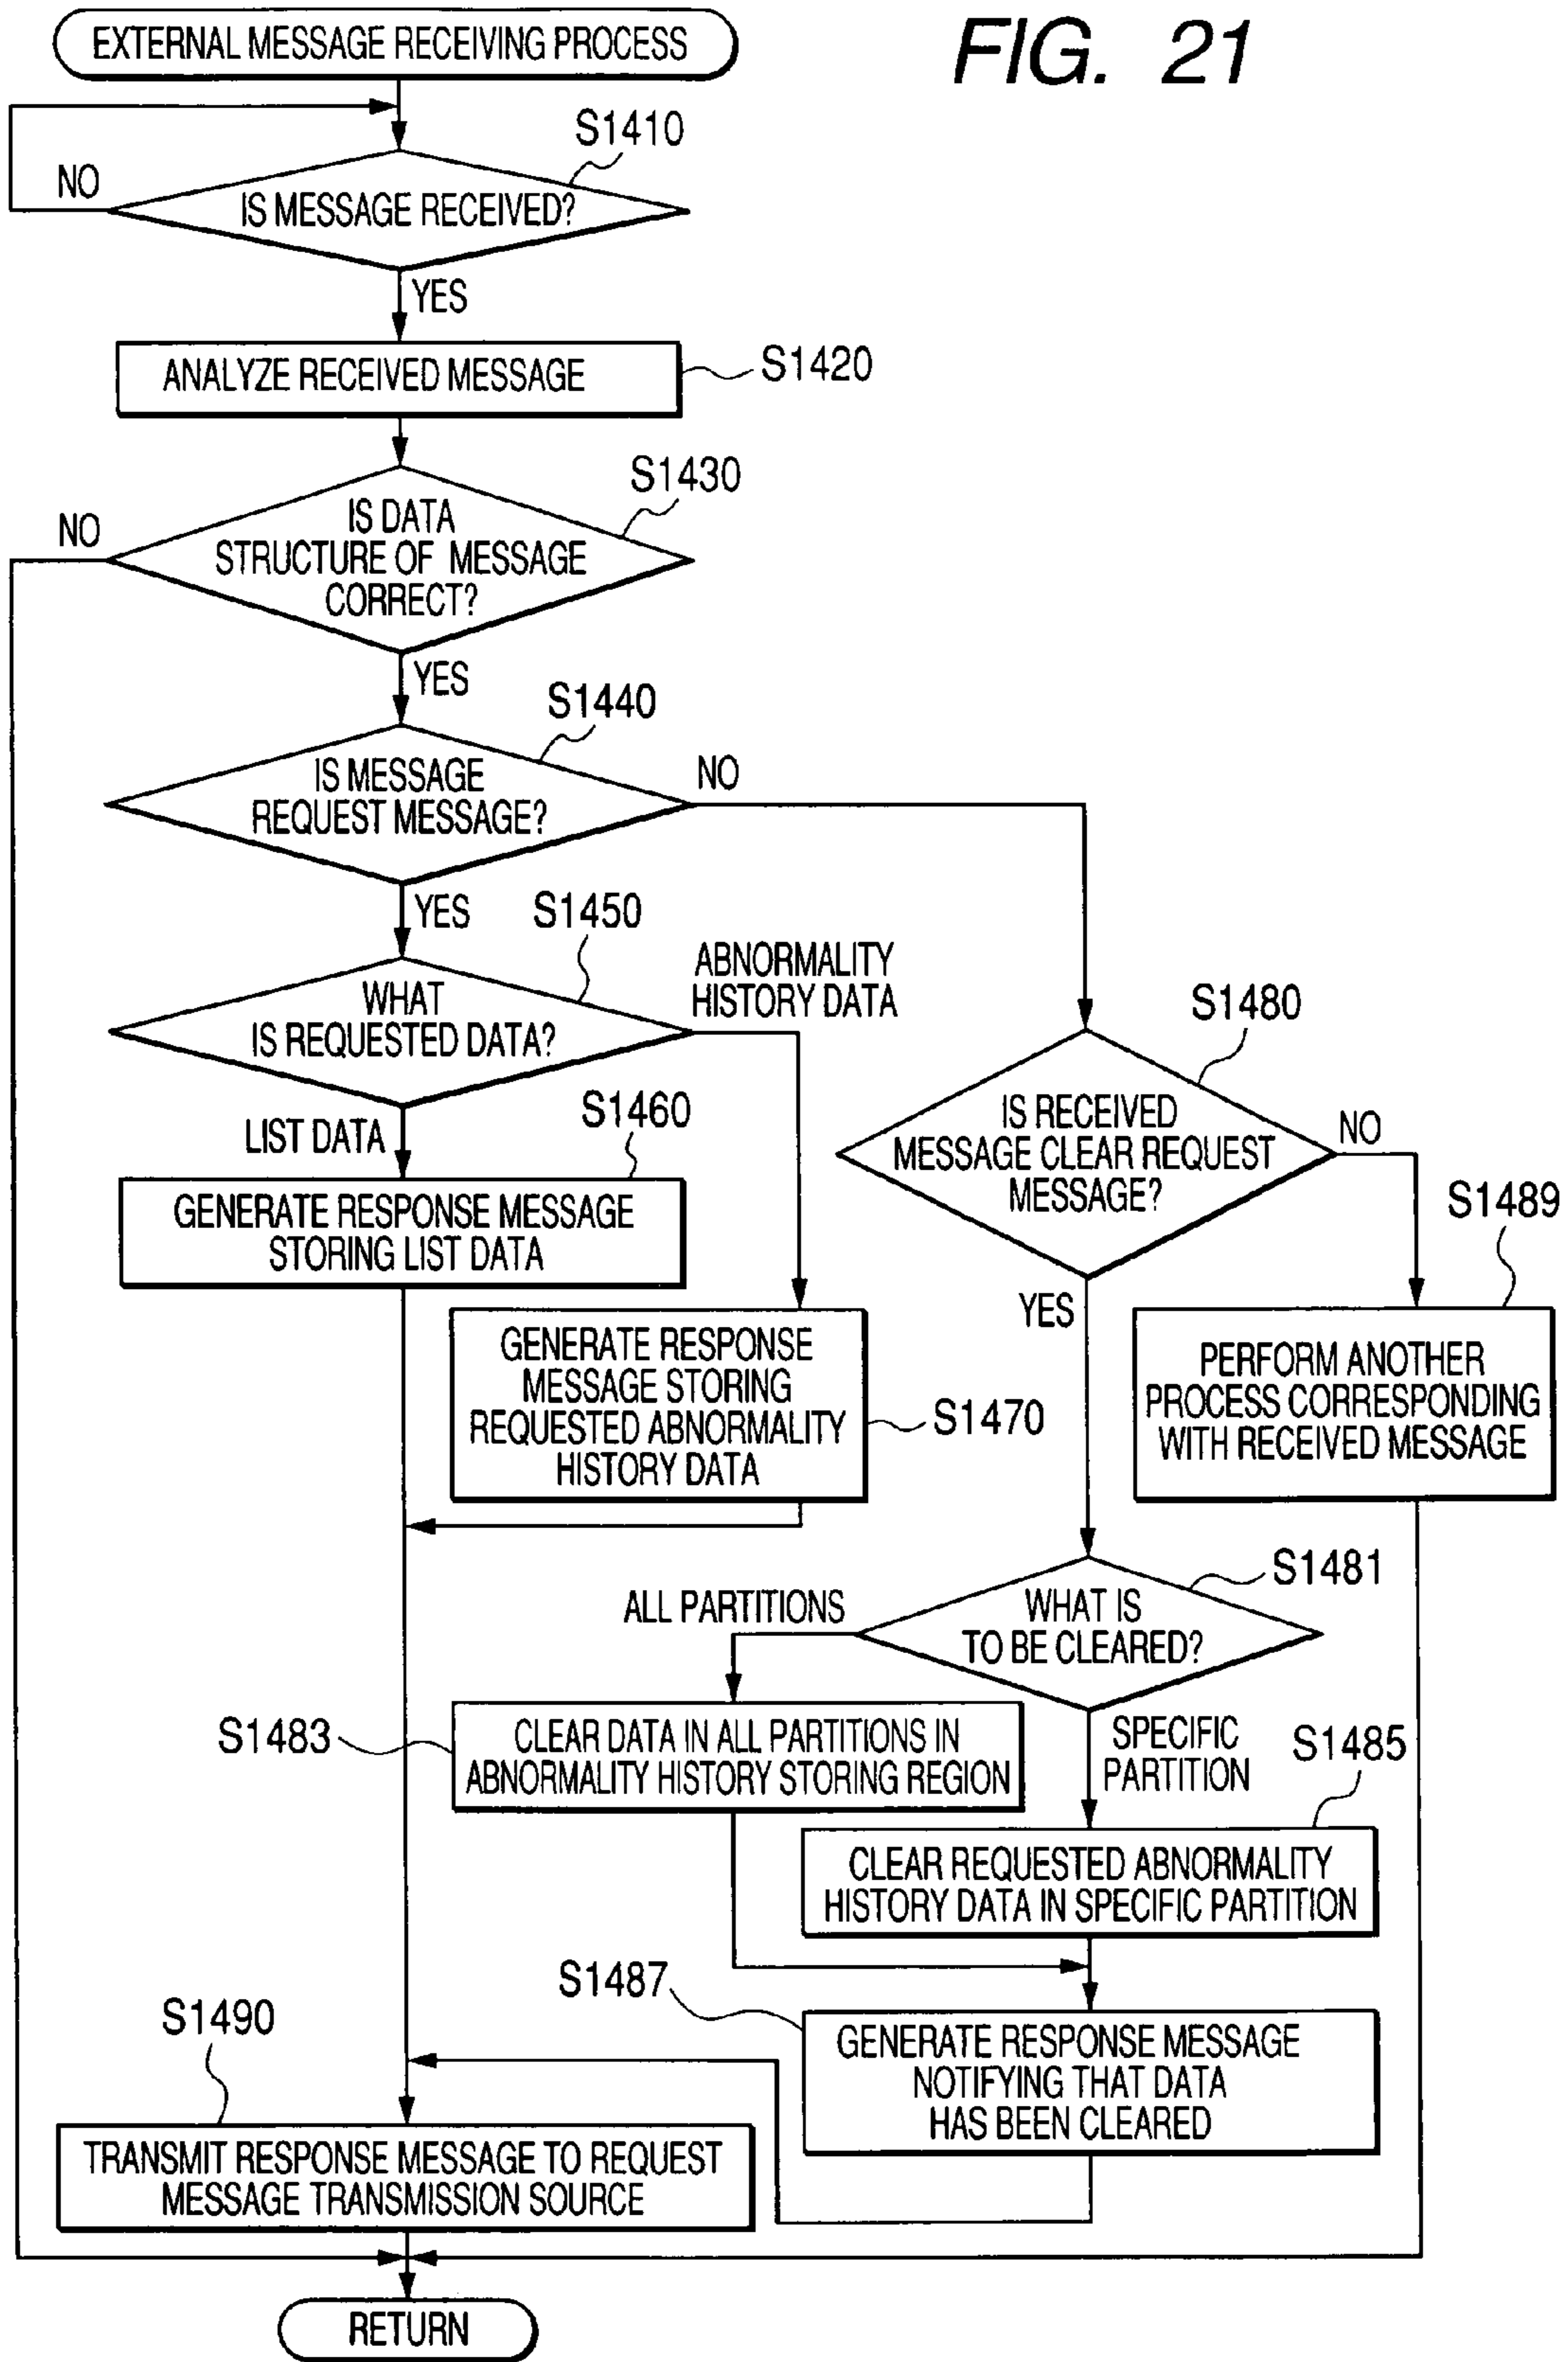 EXTERNAL MESSAGE RECEIVING PROCESS
FIG. 21
S1410
NO
IS MESSAGE RECEIVED?
YES
ANALYZE RECEIVED MESSAGE
S1420
S1430
NO
IS DATA
STRUCTURE OF MESSAGE
CORRECT?
YES
S1440
IS MESSAGE
REQUEST MESSAGE?
NO
YES
S1450
WHAT
IS REQUESTED DATA?
ABNORMALITY
HISTORY DATA
LIST DATA
S1460
GENERATE RESPONSE MESSAGE
STORING LIST DATA
GENERATE RESPONSE
MESSAGE STORING
REQUESTED ABNORMALITY
HISTORY DATA
S1470
S1480
IS RECEIVED
MESSAGE CLEAR REQUEST
MESSAGE?
NO
YES
S1489
PERFORM ANOTHER
PROCESS CORRESPONDING
WITH RECEIVED MESSAGE
S1481
WHAT IS
TO BE CLEARED?
ALL PARTITIONS
S1483
CLEAR DATA IN ALL PARTITIONS IN
ABNORMALITY HISTORY STORING REGION
SPECIFIC
PARTITION
S1485
CLEAR REQUESTED ABNORMALITY
HISTORY DATA IN SPECIFIC PARTITION
S1487
GENERATE RESPONSE MESSAGE
NOTIFYING THAT DATA
HAS BEEN CLEARED
S1490
TRANSMIT RESPONSE MESSAGE TO REQUEST
MESSAGE TRANSMISSION SOURCE
RETURN